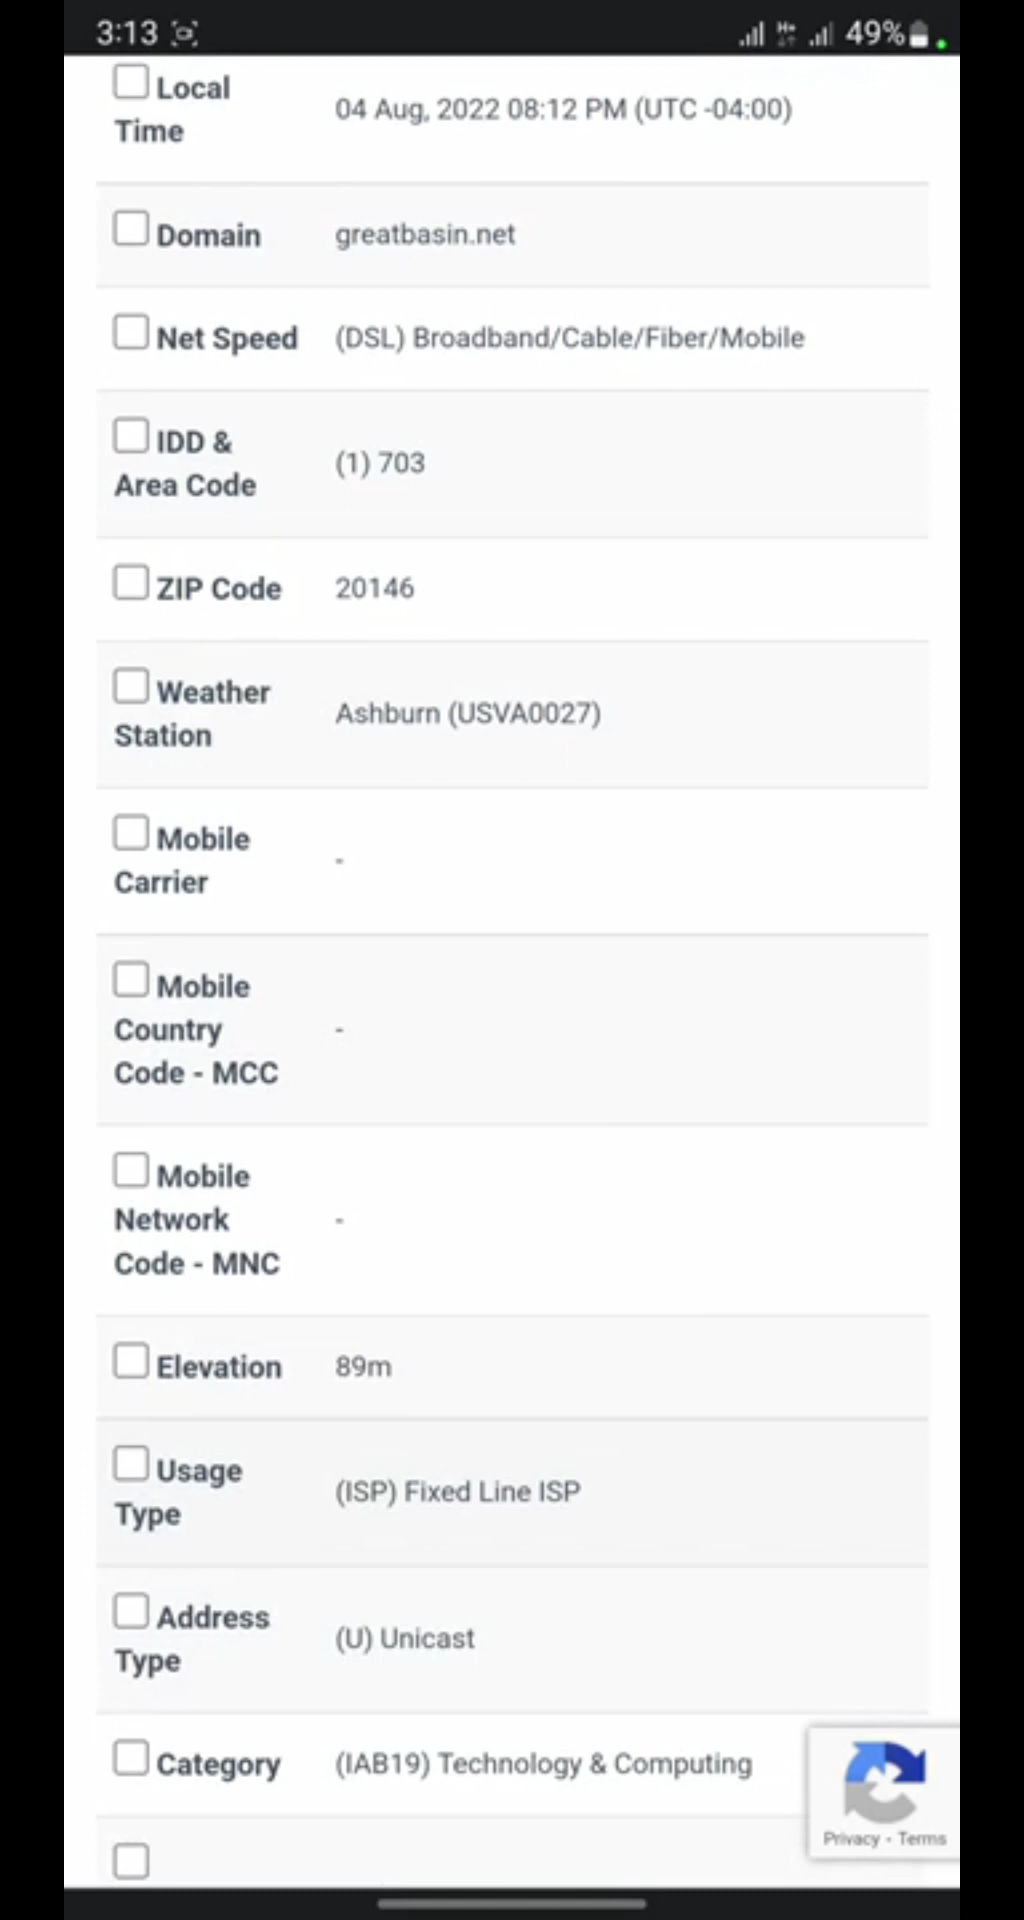 3:13 49%
Local
Time
04 Aug, 2022 08:12 PM (UTC -04:00)
Domain greatbasin.net
Net Speed (DSL) Broadband/Cable/Fiber/Mobile
IDD &
Area Code
(1) 703
ZIP Code 20146
Weather
Station
Ashburn (USVA0027)
Mobile
Carrier
-
Mobile
Country
Code - MCC
-
Mobile
Network
Code - MNC
-
Elevation 89m
Usage
Type
(ISP) Fixed Line ISP
Address
Type
(U) Unicast
Category (IAB19) Technology & Computing
Privacy - Terms